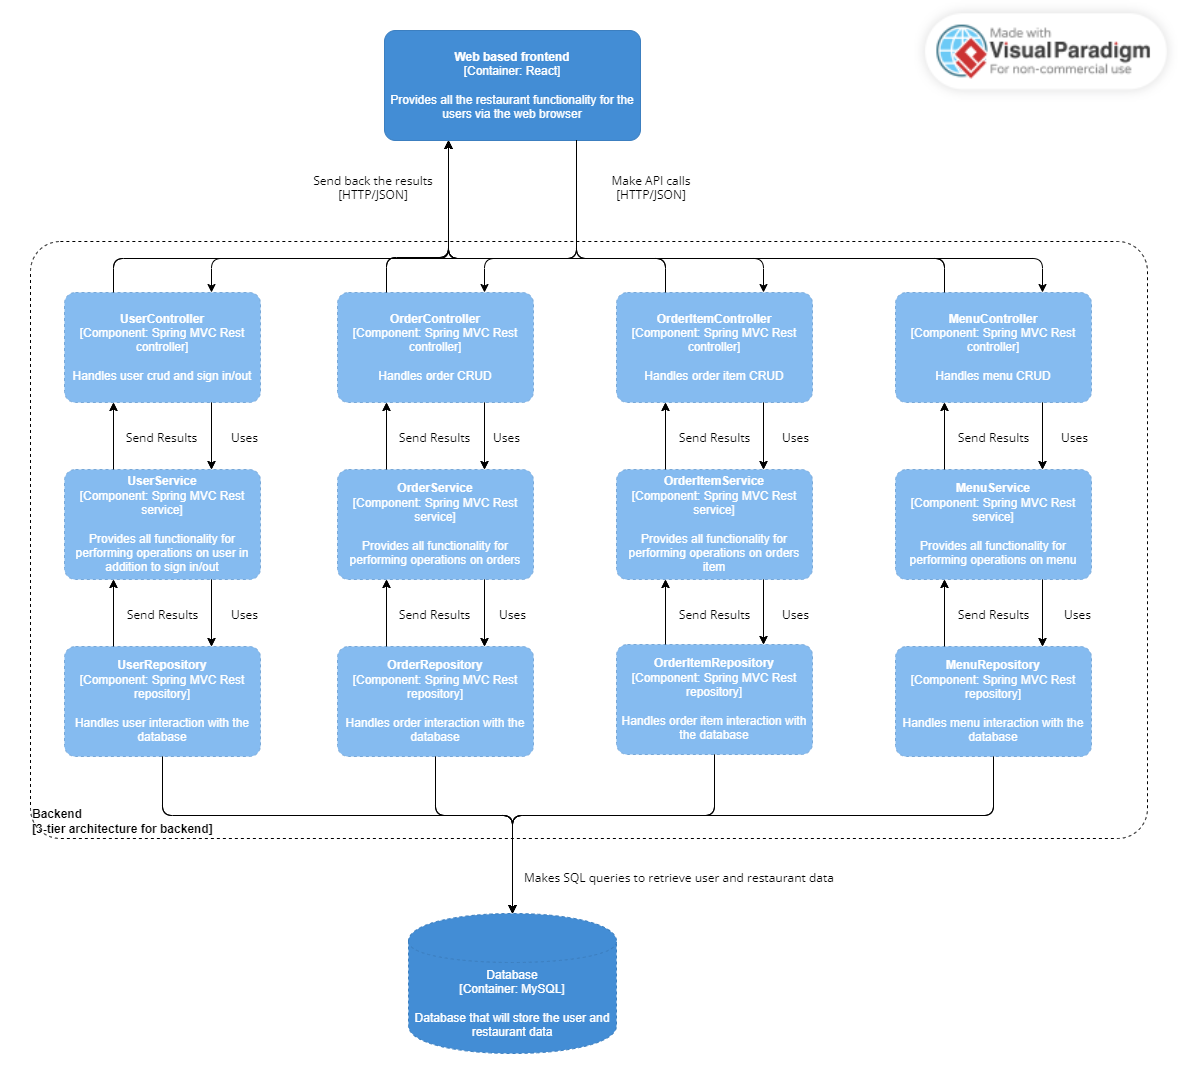 Made with
VisualParadigm
For non-commercial use
Web based frontend
[Container: React]
Provides all the restaurant functionality for the
users via the web browser
Send back the results
[HTTP/JSON]
Make API calls
[HTTP/JSON]
UserController
[Component: Spring MVC Rest
controller]
Handles user crud and sign in/out
OrderController
[Component: Spring MVC Rest
controller]
Handles order CRUD
OrderItemController
[Component: Spring MVC Rest
controller]
Handles order item CRUD
MenuController
[Component: Spring MVC Rest
controller]
Handles menu CRUD
Send Results
Uses
Send Results
Uses
Send Results
Uses
Send Results
Uses
UserService
[Component: Spring MVC Rest
service]
Provides all functionality for
performing operations on user in
addition to sign in/out
OrderService
[Component: Spring MVC Rest
service]
Provides all functionality for
performing operations on orders
OrderItemService
[Component: Spring MVC Rest
service]
Provides all functionality for
performing operations on orders
item
MenuService
[Component: Spring MVC Rest
service]
Provides all functionality for
performing operations on menu
Send Results
Uses
Send Results
Uses
Send Results
Uses
Send Results
Uses
UserRepository
[Component: Spring MVC Rest
repository]
Handles user interaction with the
database
OrderRepository
[Component: Spring MVC Rest
repository]
Handles order interaction with the
database
OrderItemRepository
[Component: Spring MVC Rest
repository]
Handles order item interaction with
the database
MenuRepository
[Component: Spring MVC Rest
repository]
Handles menu interaction with the
database
Backend
[3-tier architecture for backend]
Makes SQL queries to retrieve user and restaurant data
Database
[Container: MySQL]
Database that will store the user and
restaurant data